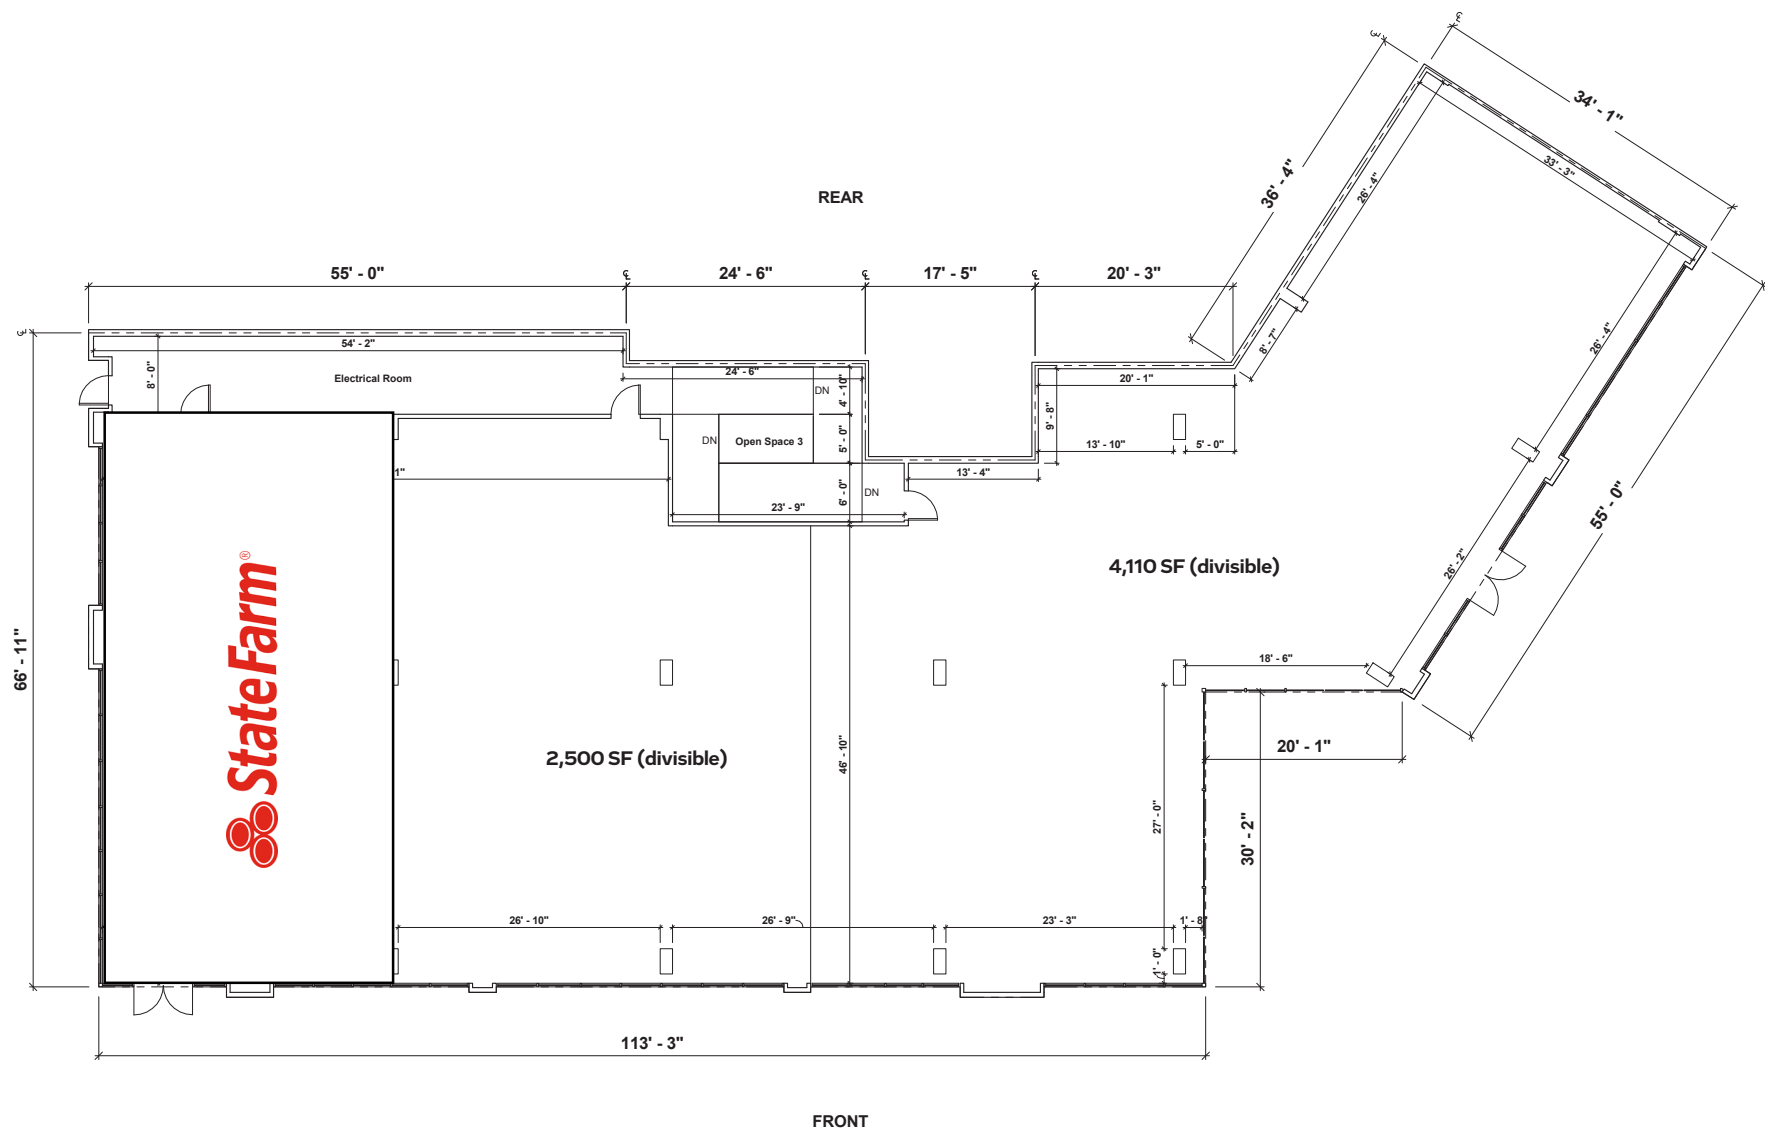 ℄
℄
34' - 1"
36' - 4"
33' - 3"
26' - 4"
REAR
55' - 0"
℄
24' - 6"
℄
17' - 5"
℄
20' - 3"
℄
54' - 2"
8' - 0"
Electrical Room
24' - 6"
DN
4' - 10"
20' - 1"
8' - 7"
26' - 4"
9' - 8"
DN
Open Space 3
5' - 0"
13' - 10"
5' - 0"
1"
13' - 4"
6' - 0"
DN
23' - 9"
55' - 0"
26' - 2"
4,110 SF (divisible)
StateFarm®
66' - 11"
18' - 6"
2,500 SF (divisible)
46' - 10"
20' - 1"
27' - 0"
30' - 2"
26' - 10"
26' - 9"
23' - 3"
1' - 8"
1' - 0"
113' - 3"
FRONT